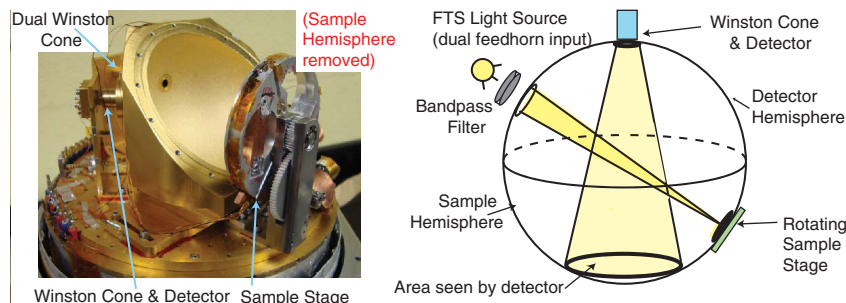 Dual Winston
Cone
(Sample
Hemisphere
removed)
Winston Cone & Detector
Sample Stage
FTS Light Source
(dual feedhorn input)
Bandpass
Filter
Winston Cone
& Detector
Detector
Hemisphere
Sample
Hemisphere
Rotating
Sample
Stage
Area seen by detector